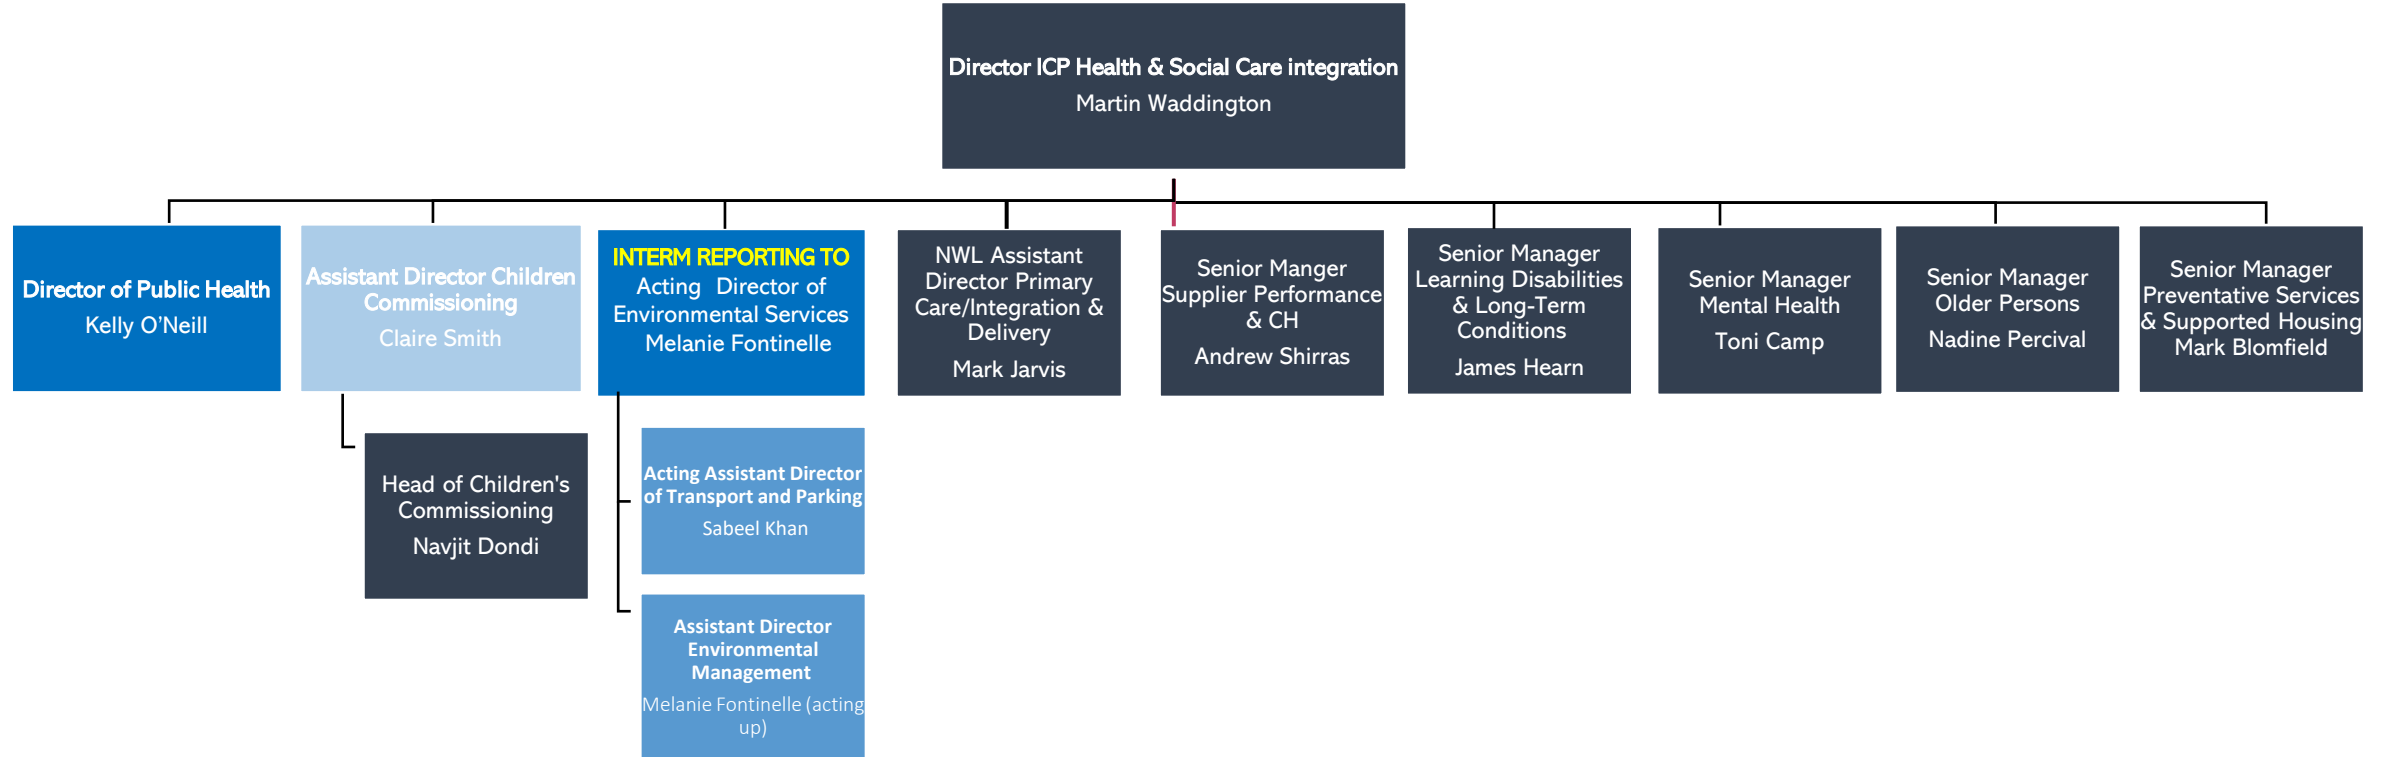 Director ICP Health & Social Care integration
Martin Waddington
Director of Public Health
Kelly O’Neill
Assistant Director Children
Commissioning
Claire Smith
INTERM REPORTING TO
Acting  Director of
Environmental Services
Melanie Fontinelle
NWL Assistant
Director Primary
Care/Integration &
Delivery
Mark Jarvis
Senior Manger
Supplier Performance
& CH
Andrew Shirras
Senior Manager
Learning Disabilities
& Long-Term
Conditions
James Hearn
Senior Manager
Mental Health
Toni Camp
Senior Manager
Older Persons
Nadine Percival
Senior Manager
Preventative Services
& Supported Housing
Mark Blomfield
Head of Children's
Commissioning
Navjit Dondi
Acting Assistant Director
of Transport and Parking
Sabeel Khan
Assistant Director
Environmental
Management
Melanie Fontinelle (acting
up)